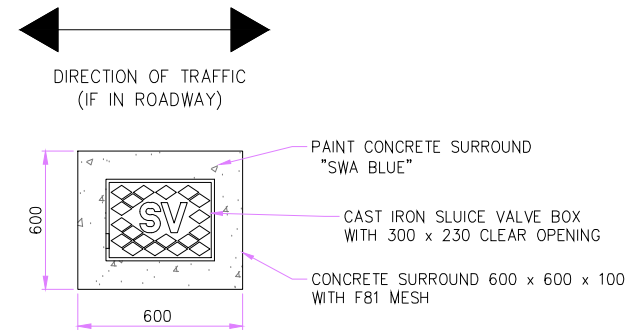 DIRECTION OF TRAFFIC
(IF IN ROADWAY)
PAINT CONCRETE SURROUND
"SWA BLUE"
SV
600
CAST IRON SLUICE VALVE BOX
WITH 300 x 230 CLEAR OPENING
CONCRETE SURROUND 600 x 600 x 100
WITH F81 MESH
600